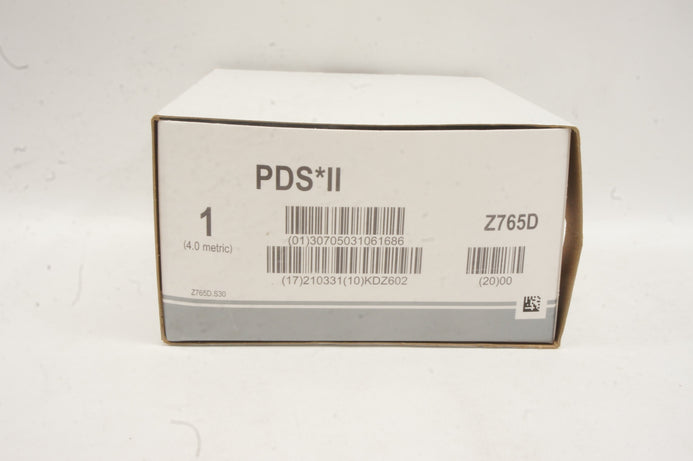 PDS*II
1
(4.0 metric)
(01)30705031061686
Z765D
(17)210331(10)KDZ602
(20)00
Z765D.S30